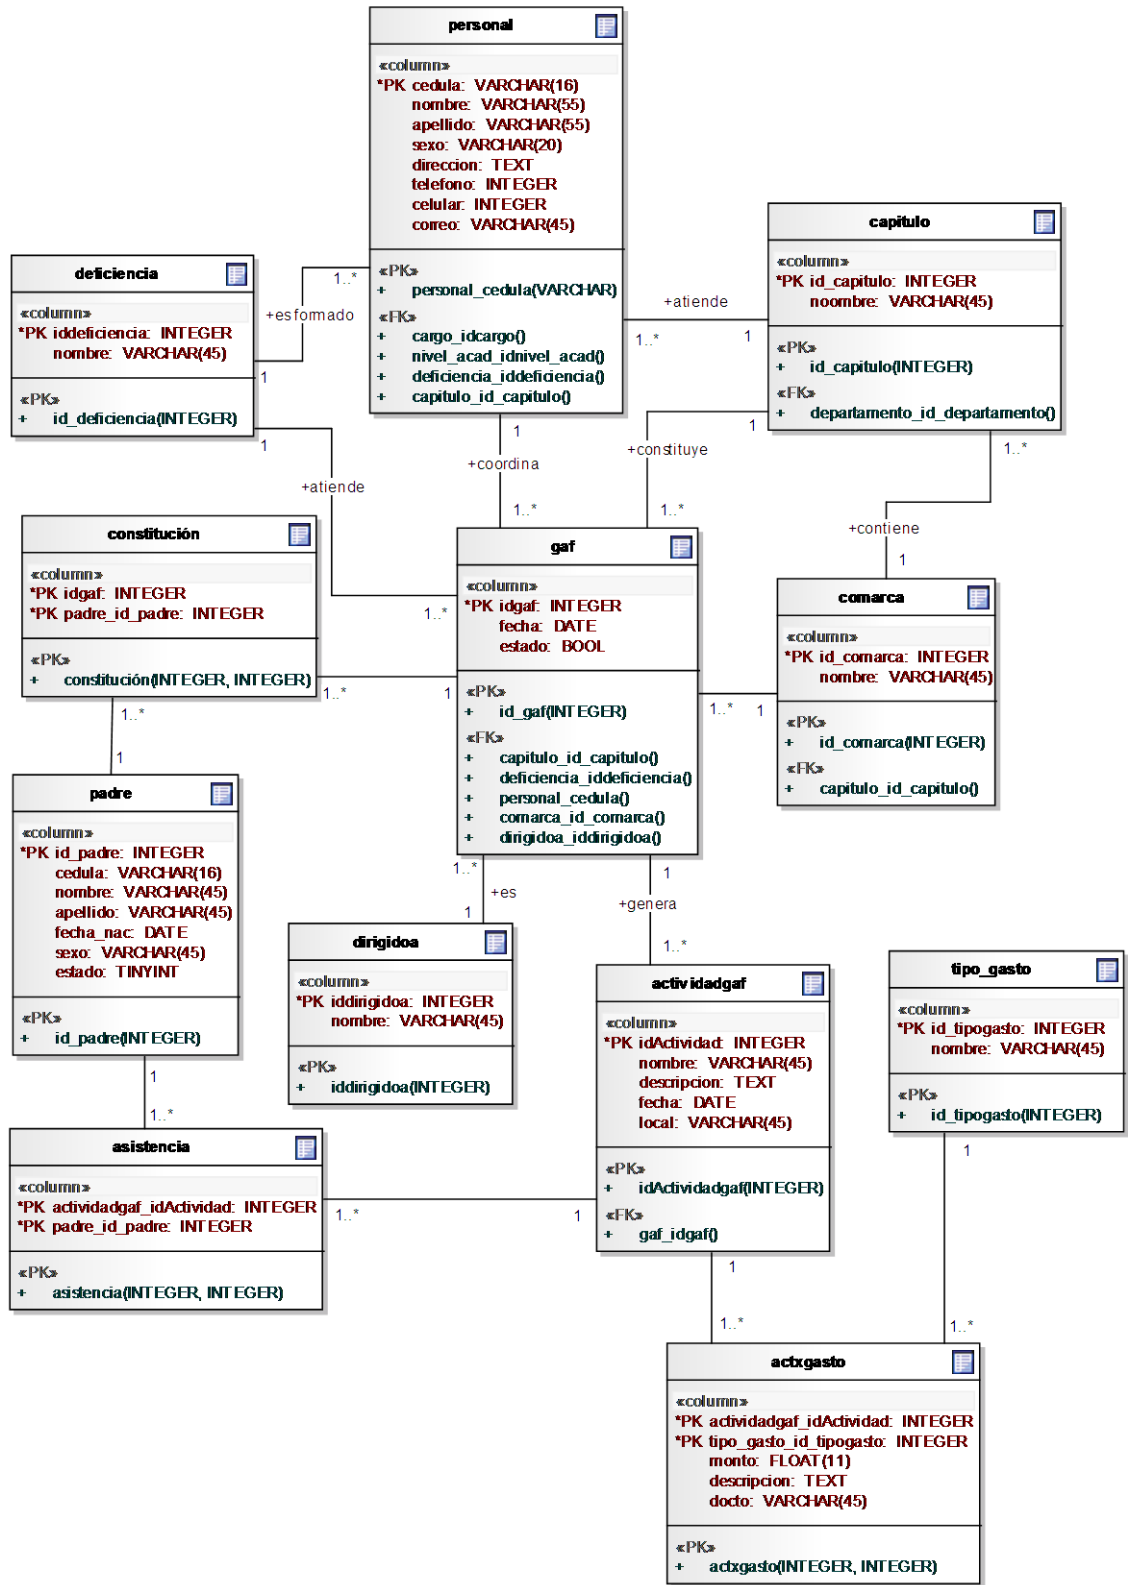 personal
«column»
*PK cedula: VARCHAR(16)
nombre: VARCHAR(55)
apellido: VARCHAR(55)
sexo: VARCHAR(20)
direccion: TEXT
telefono: INTEGER
celular: INTEGER
correo: VARCHAR(45)
«PK»
+ personal_cedula(VARCHAR)
«FK»
+ cargo_idcargo()
+ nivel_acad_idnivel_acad()
+ deficiencia_iddeficiencia()
+ capitulo_id_capitulo()
capitulo
«column»
*PK id_capitulo: INTEGER
noombre: VARCHAR(45)
«PK»
+ id_capitulo(INTEGER)
«FK»
+ departamento_id_departamento()
deficiencia
«column»
*PK iddeficiencia: INTEGER
nombre: VARCHAR(45)
«PK»
+ id_deficiencia(INTEGER)
1..*
+esformado
1
+atiende
1..*
1
1
+atiende
1..*
1
+coordina
1..*
1
+constituye
1..*
1..*
+contiene
1
constitución
«column»
*PK idgaf: INTEGER
*PK padre_id_padre: INTEGER
«PK»
+ constitución(INTEGER, INTEGER)
gaf
«column»
*PK idgaf: INTEGER
fecha: DATE
estado: BOOL
«PK»
+ id_gaf(INTEGER)
«FK»
+ capitulo_id_capitulo()
+ deficiencia_iddeficiencia()
+ personal_cedula()
+ comarca_id_comarca()
+ dirigidoa_iddirigidoa()
comarca
«column»
*PK id_comarca: INTEGER
nombre: VARCHAR(45)
«PK»
+ id_comarca(INTEGER)
«FK»
+ capitulo_id_capitulo()
1..*
1
1..*
1
1..*
1
padre
«column»
*PK id_padre: INTEGER
cedula: VARCHAR(16)
nombre: VARCHAR(45)
apellido: VARCHAR(45)
fecha_nac: DATE
sexo: VARCHAR(45)
estado: TINYINT
«PK»
+ id_padre(INTEGER)
1..*
+es
1
1
+genera
1..*
dirigidoa
«column»
*PK iddirigidoa: INTEGER
nombre: VARCHAR(45)
«PK»
+ iddirigidoa(INTEGER)
actividadgaf
«column»
*PK idActividad: INTEGER
nombre: VARCHAR(45)
descripcion: TEXT
fecha: DATE
local: VARCHAR(45)
«PK»
+ idActividadgaf(INTEGER)
«FK»
+ gaf_idgaf()
tipo_gasto
«column»
*PK id_tipogasto: INTEGER
nombre: VARCHAR(45)
«PK»
+ id_tipogasto(INTEGER)
1
1..*
asistencia
«column»
*PK actividadgaf_idActividad: INTEGER
*PK padre_id_padre: INTEGER
«PK»
+ asistencia(INTEGER, INTEGER)
1..*
1
1
1..*
1
1..*
actxgasto
«column»
*PK actividadgaf_idActividad: INTEGER
*PK tipo_gasto_id_tipogasto: INTEGER
monto: FLOAT(11)
descripcion: TEXT
docto: VARCHAR(45)
«PK»
+ actxgasto(INTEGER, INTEGER)